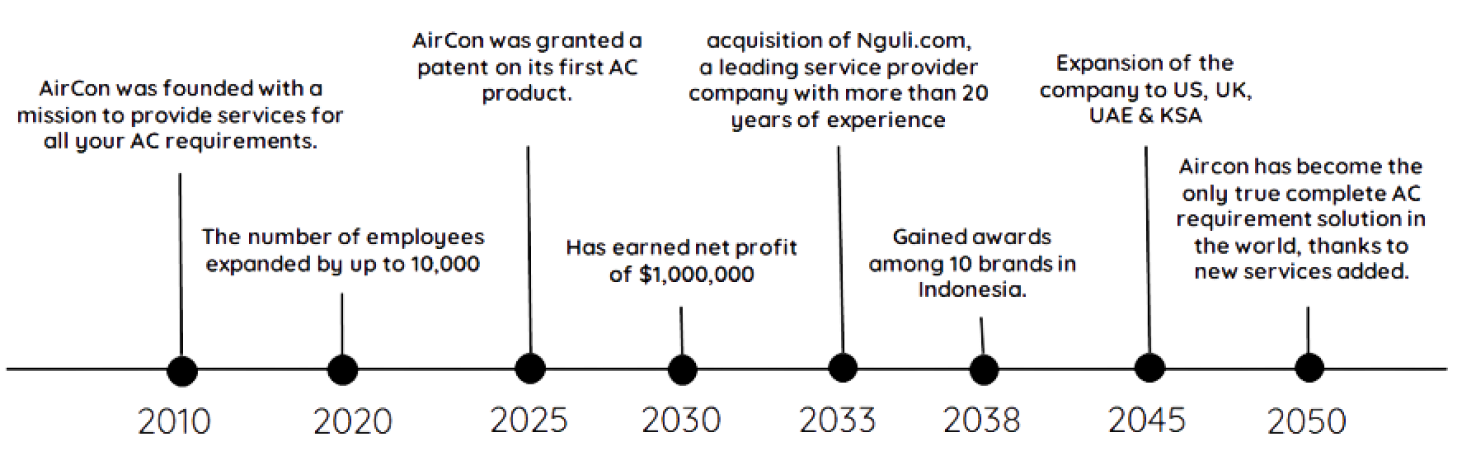 AirCon was founded with a
mission to provide services for
all your AC requirements.
The number of employees
expanded by up to 10,000
AirCon was granted a
patent on its first AC
product.
Has earned net profit
of $1,000,000
acquisition of Nguli.com,
a leading service provider
company with more than 20
years of experience
Gained awards
among 10 brands in
Indonesia.
Expansion of the
company to US, UK,
UAE & KSA
Aircon has become the
only true complete AC
requirement solution in
the world, thanks to
new services added.
2010
2020
2025
2030
2033
2038
2045
2050